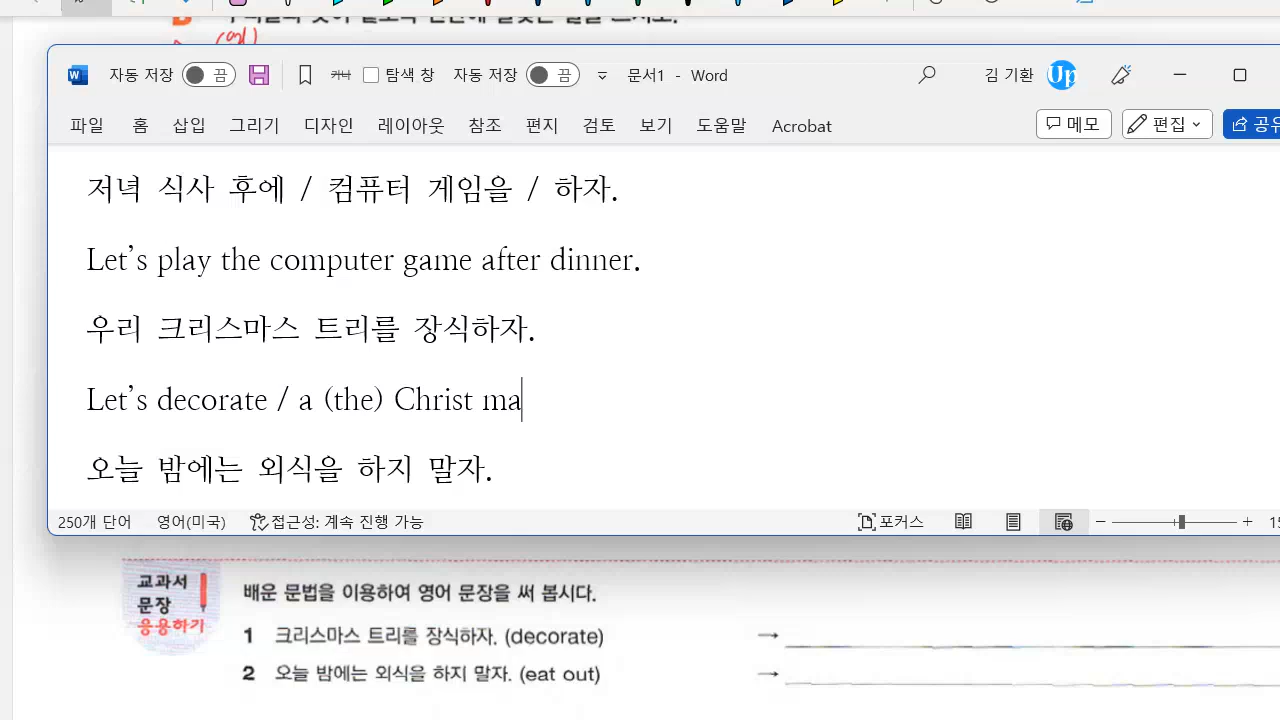 자동 저장 끔 가나 탐색 창 자동 저장 끔 문서1 - Word 김 기환 Up
파일 홈 삽입 그리기 디자인 레이아웃 참조 편지 검토 보기 도움말 Acrobat 메모 편집 공유
저녁 식사 후에 / 컴퓨터 게임을 / 하자.
Let’s play the computer game after dinner.
우리 크리스마스 트리를 장식하자.
Let’s decorate / a (the) Christ ma
오늘 밤에는 외식을 하지 말자.
250개 단어 영어(미국) 접근성: 계속 진행 가능 포커스 − + 15
교과서
문장
응용하기
배운 문법을 이용하여 영어 문장을 써 봅시다.
1 크리스마스 트리를 장식하자. (decorate) →
2 오늘 밤에는 외식을 하지 말자. (eat out) →